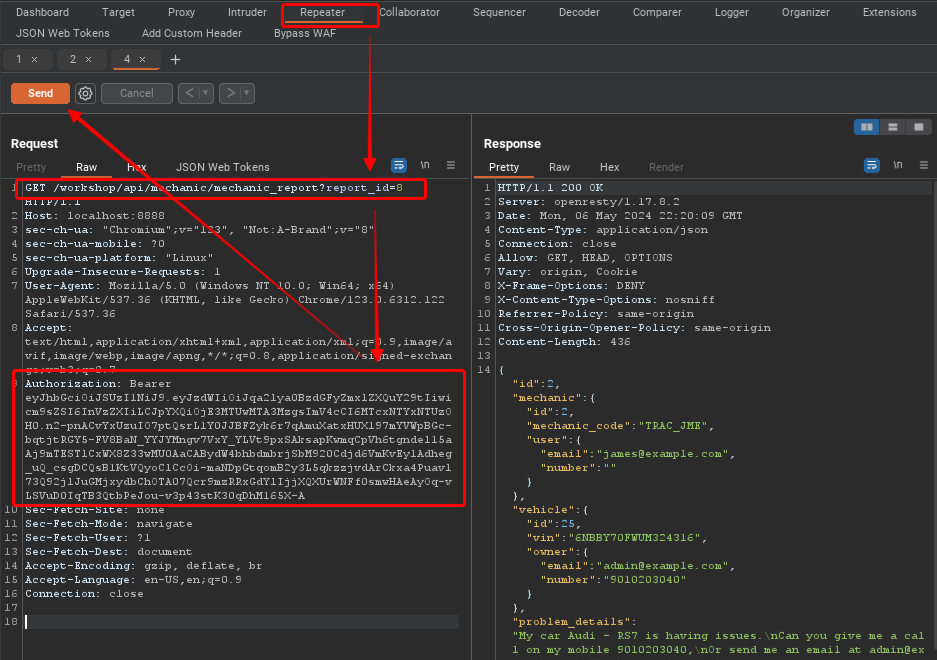 Dashboard Target Proxy Intruder Repeater Collaborator Sequencer Decoder Comparer Logger Organizer Extensions
JSON Web Tokens Add Custom Header Bypass WAF
1 × 2 × 4 × +
Send Cancel < ▾ > ▾
Request
Pretty Raw Hex JSON Web Tokens \n ≡
1 GET /workshop/api/mechanic/mechanic_report?report_id=8
HTTP/1.1
2 Host: localhost:8888
3 sec-ch-ua: "Chromium";v="123", "Not:A-Brand";v="8"
4 sec-ch-ua-mobile: ?0
5 sec-ch-ua-platform: "Linux"
6 Upgrade-Insecure-Requests: 1
7 User-Agent: Mozilla/5.0 (Windows NT 10.0; Win64; x64)
AppleWebKit/537.36 (KHTML, like Gecko) Chrome/123.0.6312.122
Safari/537.36
8 Accept:
text/html,application/xhtml+xml,application/xml;q=0.9,image/a
vif,image/webp,image/apng,*/*;q=0.8,application/signed-exchan
ge;v=b3;q=0.7
9 Authorization: Bearer
10 Sec-Fetch-Site: none
11 Sec-Fetch-Mode: navigate
12 Sec-Fetch-User: ?1
13 Sec-Fetch-Dest: document
14 Accept-Encoding: gzip, deflate, br
15 Accept-Language: en-US,en;q=0.9
16 Connection: close
17
18
Response
Pretty Raw Hex Render \n ≡
1 HTTP/1.1 200 OK
2 Server: openresty/1.17.8.2
3 Date: Mon, 06 May 2024 22:20:09 GMT
4 Content-Type: application/json
5 Connection: close
6 Allow: GET, HEAD, OPTIONS
7 Vary: origin, Cookie
8 X-Frame-Options: DENY
9 X-Content-Type-Options: nosniff
10 Referrer-Policy: same-origin
11 Cross-Origin-Opener-Policy: same-origin
12 Content-Length: 436
13
14 {
"id":2,
"mechanic":{
"id":2,
"mechanic_code":"TRAC_JME",
"user":{
"email":"james@example.com",
"number":""
}
},
"vehicle":{
"id":25,
"vin":"6NBBY70FWUM324316",
"owner":{
"email":"admin@example.com",
"number":"9010203040"
}
},
"problem_details":
"My car Audi - RS7 is having issues.\nCan you give me a cal
l on my mobile 9010203040,\nOr send me an email at admin@ex